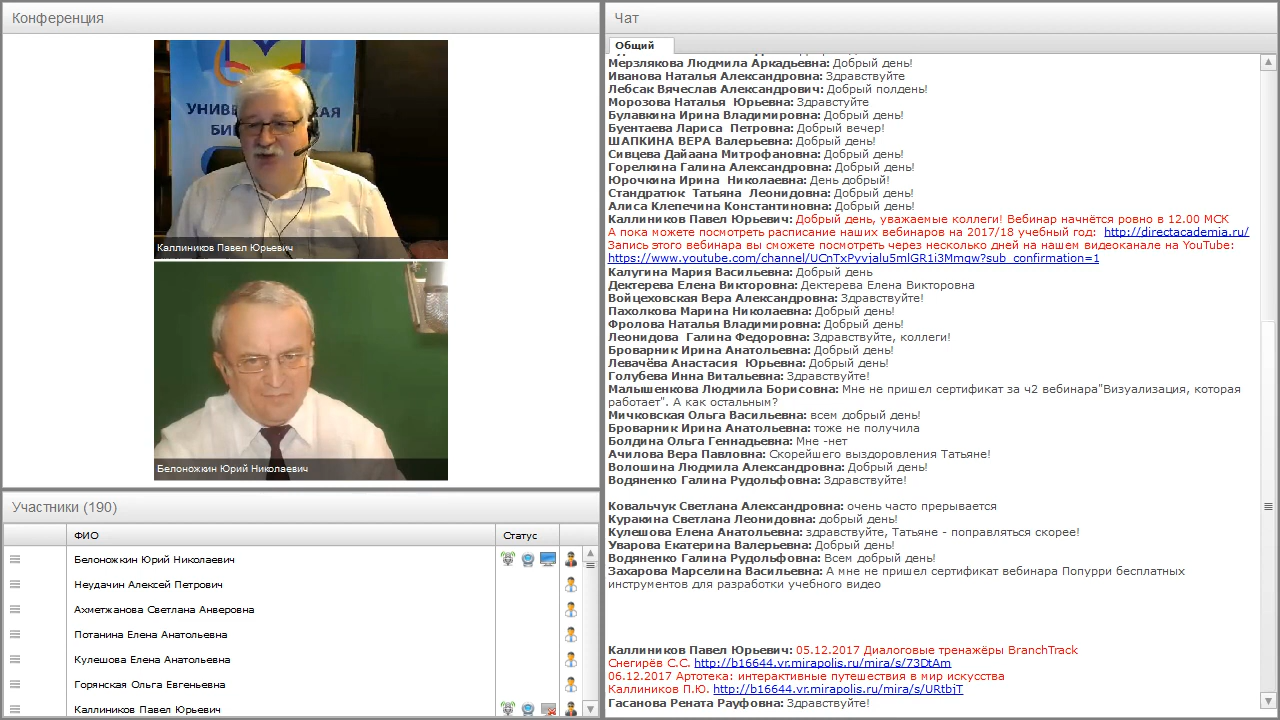 Конференция
УНИВЕ
КАЯ
БИБ
Каллиников Павел Юрьевич
Белоножкин Юрий Николаевич
Участники (190)
ФИО
Статус
Белоножкин Юрий Николаевич
Неудачин Алексей Петрович
Ахметжанова Светлана Анверовна
Потанина Елена Анатольевна
Кулешова Елена Анатольевна
Горянская Ольга Евгеньевна
Каллиников Павел Юрьевич
Чат
Общий
Мерзлякова Людмила Аркадьевна: Добрый день!
Иванова Наталья Александровна: Здравствуйте
Лебсак Вячеслав Александрович: Добрый полдень!
Морозова Наталья Юрьевна: Здравстуйте
Булавкина Ирина Владимировна: Добрый день!
Буентаева Лариса Петровна: Добрый вечер!
ШАПКИНА ВЕРА Валерьевна: Добрый день!
Сивцева Дайаана Митрофановна: Добрый день!
Горелкина Галина Александровна: Добрый день!
Юрочкина Ирина Николаевна: День добрый!
Стандратюк Татьяна Леонидовна: Добрый день!
Алиса Клепечина Константиновна: Добрый день!
Каллиников Павел Юрьевич: Добрый день, уважаемые коллеги! Вебинар начнётся ровно в 12.00 МСК
А пока можете посмотреть расписание наших вебинаров на 2017/18 учебный год: http://directacademia.ru/
Запись этого вебинара вы сможете посмотреть через несколько дней на нашем видеоканале на YouTube:
https://www.youtube.com/channel/UCnTxPyvjalu5mlGR1i3Mmqw?sub_confirmation=1
Калугина Мария Васильевна: Добрый день
Дектерева Елена Викторовна: Дектерева Елена Викторовна
Войцеховская Вера Александровна: Здравствуйте!
Пахолкова Марина Николаевна: Добрый день!
Фролова Наталья Владимировна: Добрый день!
Леонидова Галина Федоровна: Здравствуйте, коллеги!
Броварник Ирина Анатольевна: Добрый день!
Левачёва Анастасия Юрьевна: Добрый день!
Голубева Инна Витальевна: Здравствуйте!
Малышенкова Людмила Борисовна: Мне не пришел сертификат за ч2 вебинара"Визуализация, которая
работает". А как остальным?
Мичковская Ольга Васильевна: всем добрый день!
Броварник Ирина Анатольевна: тоже не получила
Болдина Ольга Геннадьевна: Мне -нет
Ачилова Вера Павловна: Скорейшего выздоровления Татьяне!
Волошина Людмила Александровна: Добрый день!
Водяненко Галина Рудольфовна: Здравствуйте!
Ковальчук Светлана Александровна: очень часто прерывается
Куракина Светлана Леонидовна: добрый день!
Кулешова Елена Анатольевна: здравствуйте, Татьяне - поправляться скорее!
Уварова Екатерина Валерьевна: Добрый день!
Водяненко Галина Рудольфовна: Всем добрый день!
Захарова Марселина Васильевна: А мне не пришел сертификат вебинара Попурри бесплатных
инструментов для разработки учебного видео
Каллиников Павел Юрьевич: 05.12.2017 Диалоговые тренажёры BranchTrack
Снегирёв С.С. http://b16644.vr.mirapolis.ru/mira/s/73DtAm
06.12.2017 Артотека: интерактивные путешествия в мир искусства
Каллиников П.Ю. http://b16644.vr.mirapolis.ru/mira/s/URtbjT
Гасанова Рената Рауфовна: Здравствуйте!